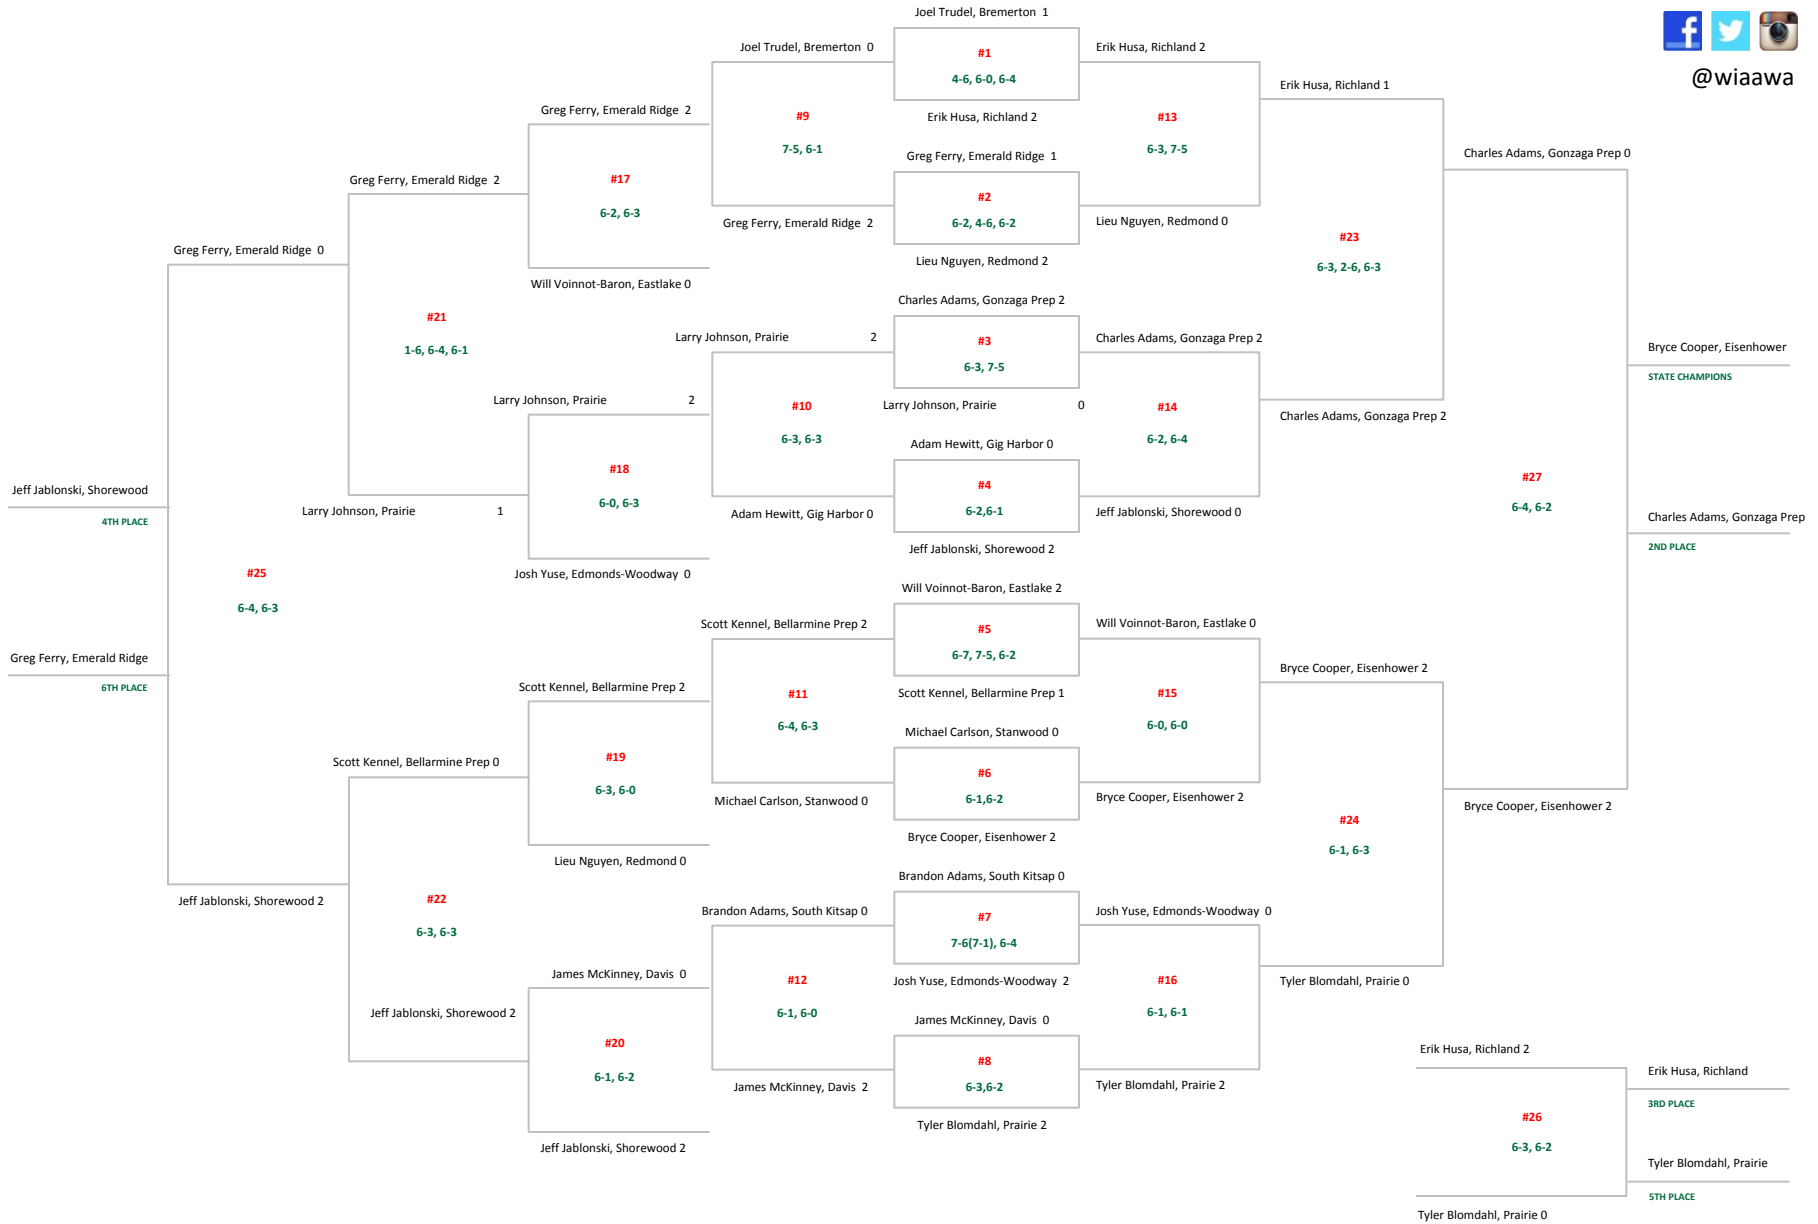 Joel Trudel, Bremerton 1
@wiaawa
Joel Trudel, Bremerton 0
#1
4-6, 6-0, 6-4
Erik Husa, Richland 2
Erik Husa, Richland 1
Greg Ferry, Emerald Ridge 2
#9
7-5, 6-1
Erik Husa, Richland 2
#13
6-3, 7-5
Greg Ferry, Emerald Ridge 1
Charles Adams, Gonzaga Prep 0
Greg Ferry, Emerald Ridge 2
#17
6-2, 6-3
#2
6-2, 4-6, 6-2
Greg Ferry, Emerald Ridge 2
Lieu Nguyen, Redmond 0
Greg Ferry, Emerald Ridge 0
Lieu Nguyen, Redmond 2
#23
6-3, 2-6, 6-3
Will Voinnot-Baron, Eastlake 0
Charles Adams, Gonzaga Prep 2
#21
1-6, 6-4, 6-1
Larry Johnson, Prairie 2
#3
6-3, 7-5
Charles Adams, Gonzaga Prep 2
Bryce Cooper, Eisenhower
STATE CHAMPIONS
Larry Johnson, Prairie 2
#10
6-3, 6-3
Larry Johnson, Prairie 0
#14
6-2, 6-4
Charles Adams, Gonzaga Prep 2
Adam Hewitt, Gig Harbor 0
#18
6-0, 6-3
#4
6-2,6-1
#27
6-4, 6-2
Jeff Jablonski, Shorewood
4TH PLACE
Larry Johnson, Prairie 1
Adam Hewitt, Gig Harbor 0
Jeff Jablonski, Shorewood 0
Charles Adams, Gonzaga Prep
2ND PLACE
Jeff Jablonski, Shorewood 2
Josh Yuse, Edmonds-Woodway 0
#25
6-4, 6-3
Will Voinnot-Baron, Eastlake 2
Scott Kennel, Bellarmine Prep 2
#5
6-7, 7-5, 6-2
Will Voinnot-Baron, Eastlake 0
Greg Ferry, Emerald Ridge
6TH PLACE
Bryce Cooper, Eisenhower 2
Scott Kennel, Bellarmine Prep 2
#11
6-4, 6-3
Scott Kennel, Bellarmine Prep 1
#15
6-0, 6-0
Michael Carlson, Stanwood 0
Scott Kennel, Bellarmine Prep 0
#19
6-3, 6-0
#6
6-1,6-2
Michael Carlson, Stanwood 0
Bryce Cooper, Eisenhower 2
Bryce Cooper, Eisenhower 2
Bryce Cooper, Eisenhower 2
#24
6-1, 6-3
Lieu Nguyen, Redmond 0
Brandon Adams, South Kitsap 0
Jeff Jablonski, Shorewood 2
#22
6-3, 6-3
Brandon Adams, South Kitsap 0
#7
7-6(7-1), 6-4
Josh Yuse, Edmonds-Woodway 0
James McKinney, Davis 0
#12
6-1, 6-0
Josh Yuse, Edmonds-Woodway 2
#16
6-1, 6-1
Tyler Blomdahl, Prairie 0
Jeff Jablonski, Shorewood 2
James McKinney, Davis 0
#20
6-1, 6-2
#8
6-3,6-2
Erik Husa, Richland 2
James McKinney, Davis 2
Tyler Blomdahl, Prairie 2
Erik Husa, Richland
3RD PLACE
Tyler Blomdahl, Prairie 2
#26
6-3, 6-2
Jeff Jablonski, Shorewood 2
Tyler Blomdahl, Prairie
5TH PLACE
Tyler Blomdahl, Prairie 0